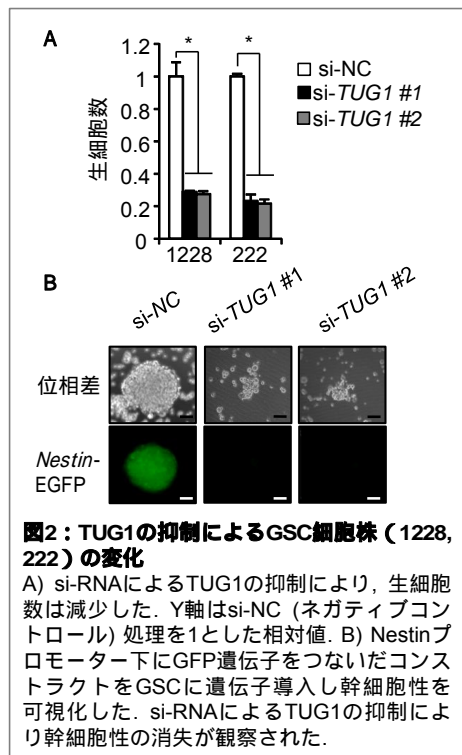 A
生細胞数
1.2
1
0.8
0.6
0.4
0.2
0
*
*
1228
222
si-NC
si-TUG1 #1
si-TUG1 #2
B
si-NC
si-TUG1 #1
si-TUG1 #2
位相差
Nestin-
EGFP
図2：TUG1の抑制によるGSC細胞株（1228,
222）の変化
A) si-RNAによるTUG1の抑制により, 生細胞
数は減少した. Y軸はsi-NC (ネガティブコン
トロール) 処理を1とした相対値. B) Nestinプ
ロモーター下にGFP遺伝子をつないだコンス
トラクトをGSCに遺伝子導入し幹細胞性を
可視化した. si-RNAによるTUG1の抑制によ
り幹細胞性の消失が観察された.